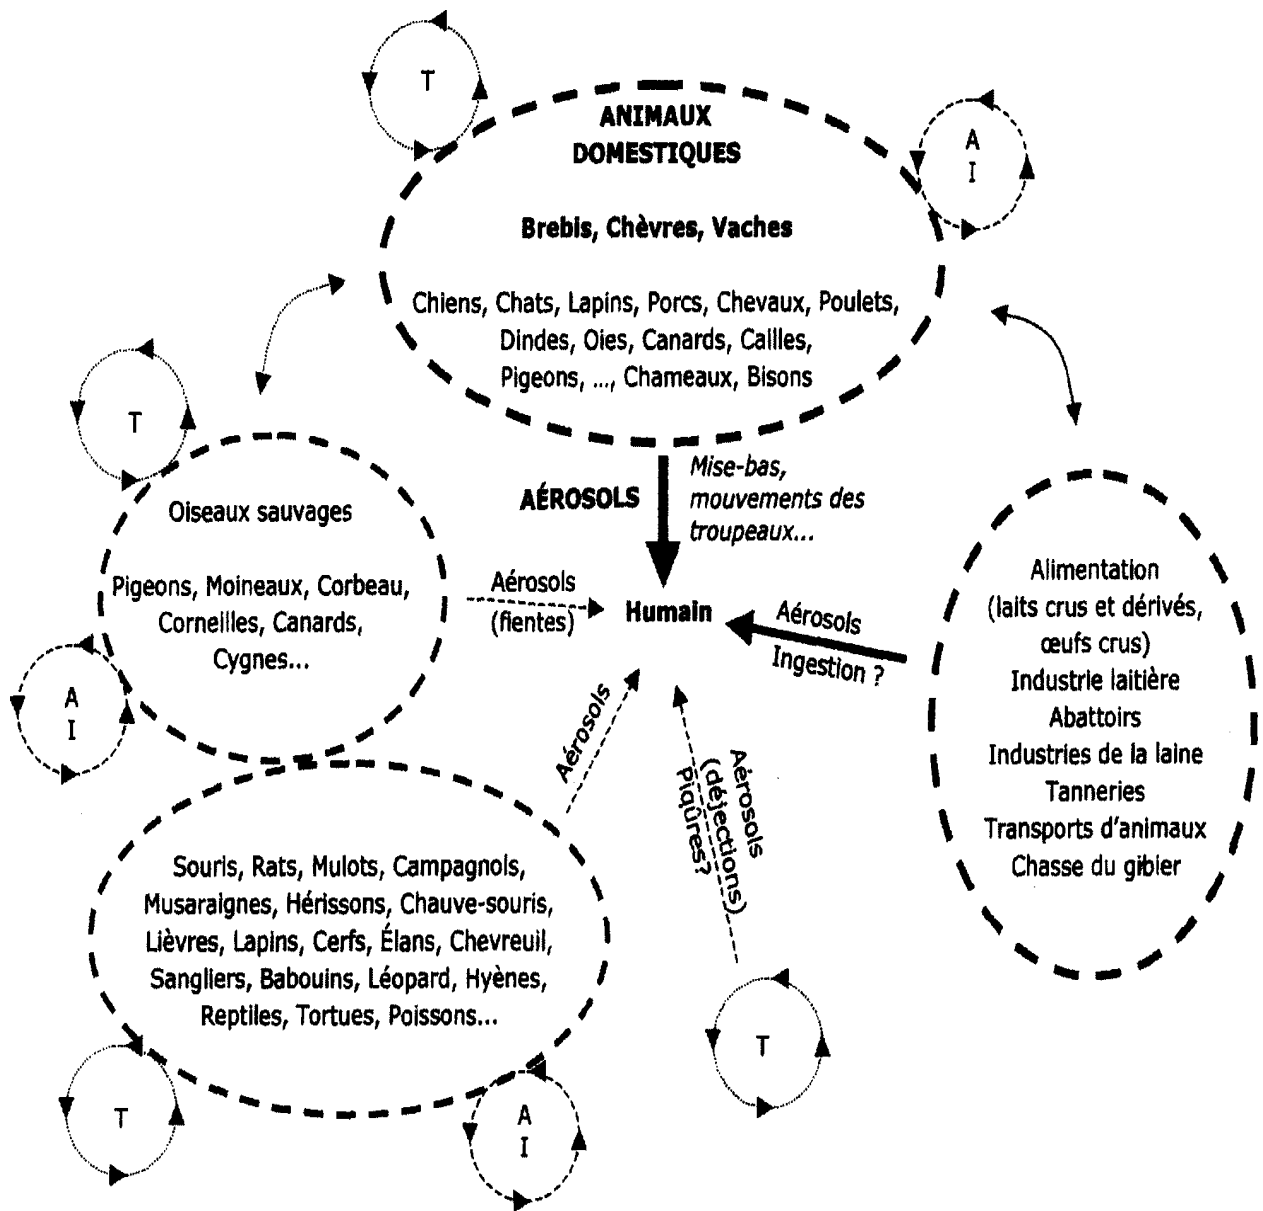 T
ANIMAUX
DOMESTIQUES
A
I
Brebis, Chèvres, Vaches
Chiens, Chats, Lapins, Porcs, Chevaux, Poulets,
Dindes, Oies, Canards, Cailles,
Pigeons, ..., Chameaux, Bisons
T
Oiseaux sauvages
Pigeons, Moineaux, Corbeau,
Corneilles, Canards,
Cygnes...
A
I
AÉROSOLS
Mise-bas,
mouvements des
troupeaux...
Aérosols
(fientes)
Humain
Aérosols
Ingestion ?
Alimentation
(laits crus et dérivés,
œufs crus)
Industrie laitière
Abattoirs
Industries de la laine
Tanneries
Transports d'animaux
Chasse du gibier
Aérosols
Aérosols
(déjections)
Piqûres?
Souris, Rats, Mulots, Campagnols,
Musaraignes, Hérissons, Chauve-souris,
Lièvres, Lapins, Cerfs, Élans, Chevreuil,
Sangliers, Babouins, Léopard, Hyènes,
Reptiles, Tortues, Poissons...
T
A
I
T